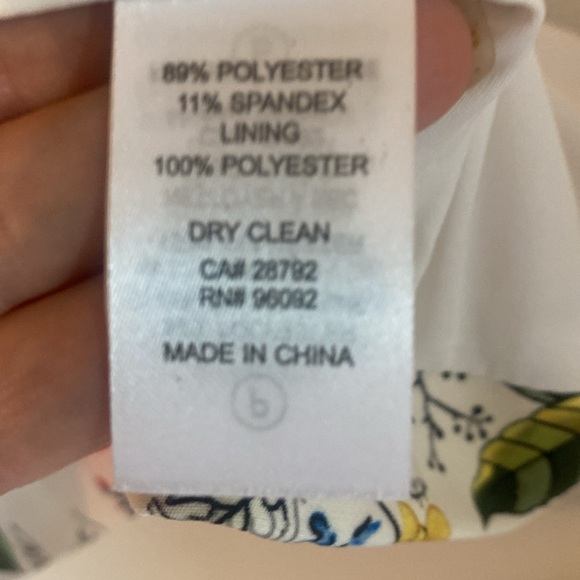 89% POLYESTER
11% SPANDEX
LINING
100% POLYESTER
DRY CLEAN
CA# 28792
RN# 96092
MADE IN CHINA